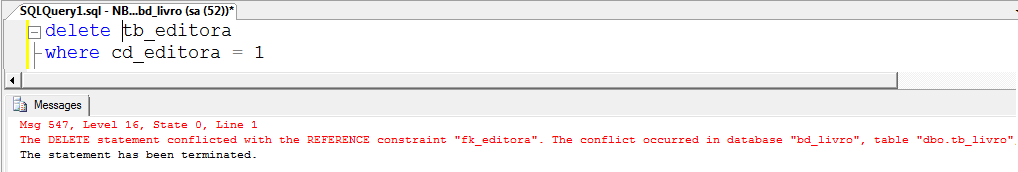 SQLQuery1.sql - NB...bd_livro (sa (52))*
delete tb_editora
where cd_editora = 1
Messages
Msg 547, Level 16, State 0, Line 1
The DELETE statement conflicted with the REFERENCE constraint "fk_editora". The conflict occurred in database "bd_livro", table "dbo.tb_livro",
The statement has been terminated.